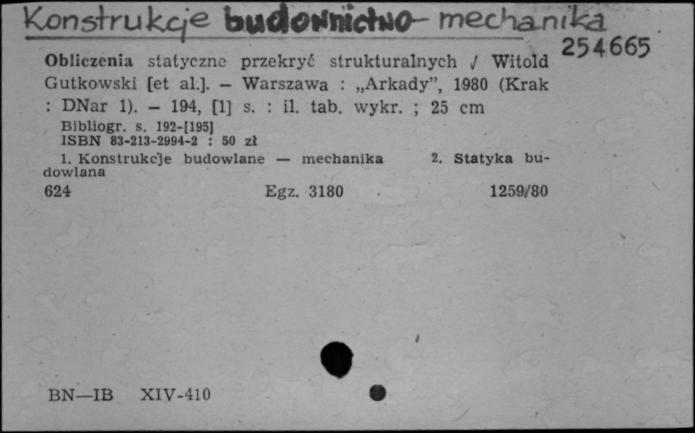 Konstrukcje budownictwo - mechanika
254665
Obliczenia statyczne przekryć strukturalnych / Witold
Gutkowski [et al.]. — Warszawa : „Arkady”, 1980 (Krak
: DNar 1). — 194, [1] s. : il. tab. wykr. ; 25 cm
Bibliogr. s. 192-[195]
ISBN 83-213-2994-2 : 50 zł
1. Konstrukcje budowlane — mechanika 2. Statyka bu-
dowlana
624 Egz. 3180 1259/80
BN—IB XIV-410